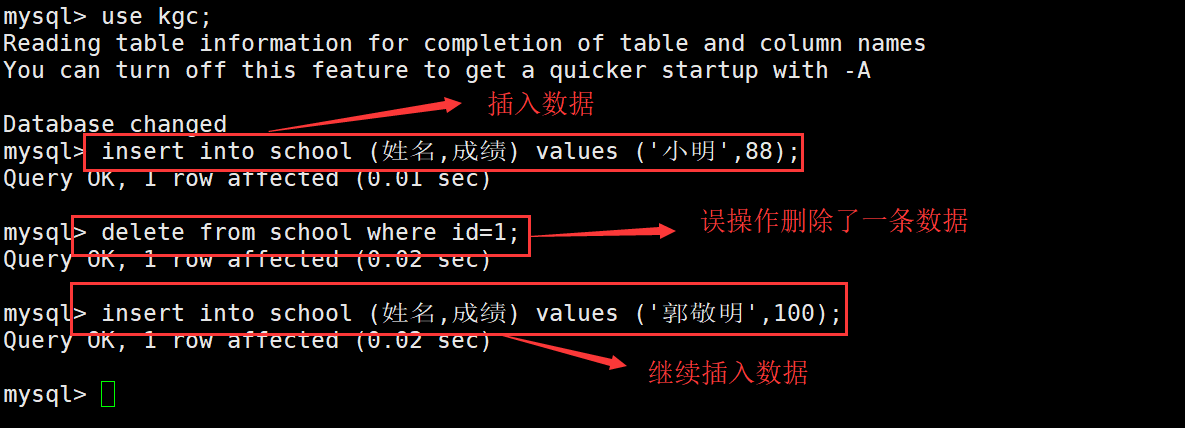 mysql> use kgc;
Reading table information for completion of table and column names
You can turn off this feature to get a quicker startup with -A
插入数据
Database changed
mysql> insert into school (姓名,成绩) values ('小明',88);
Query OK, 1 row affected (0.01 sec)
误操作删除了一条数据
mysql> delete from school where id=1;
Query OK, 1 row affected (0.02 sec)
mysql> insert into school (姓名,成绩) values ('郭敬明',100);
Query OK, 1 row affected (0.02 sec)
继续插入数据
mysql>